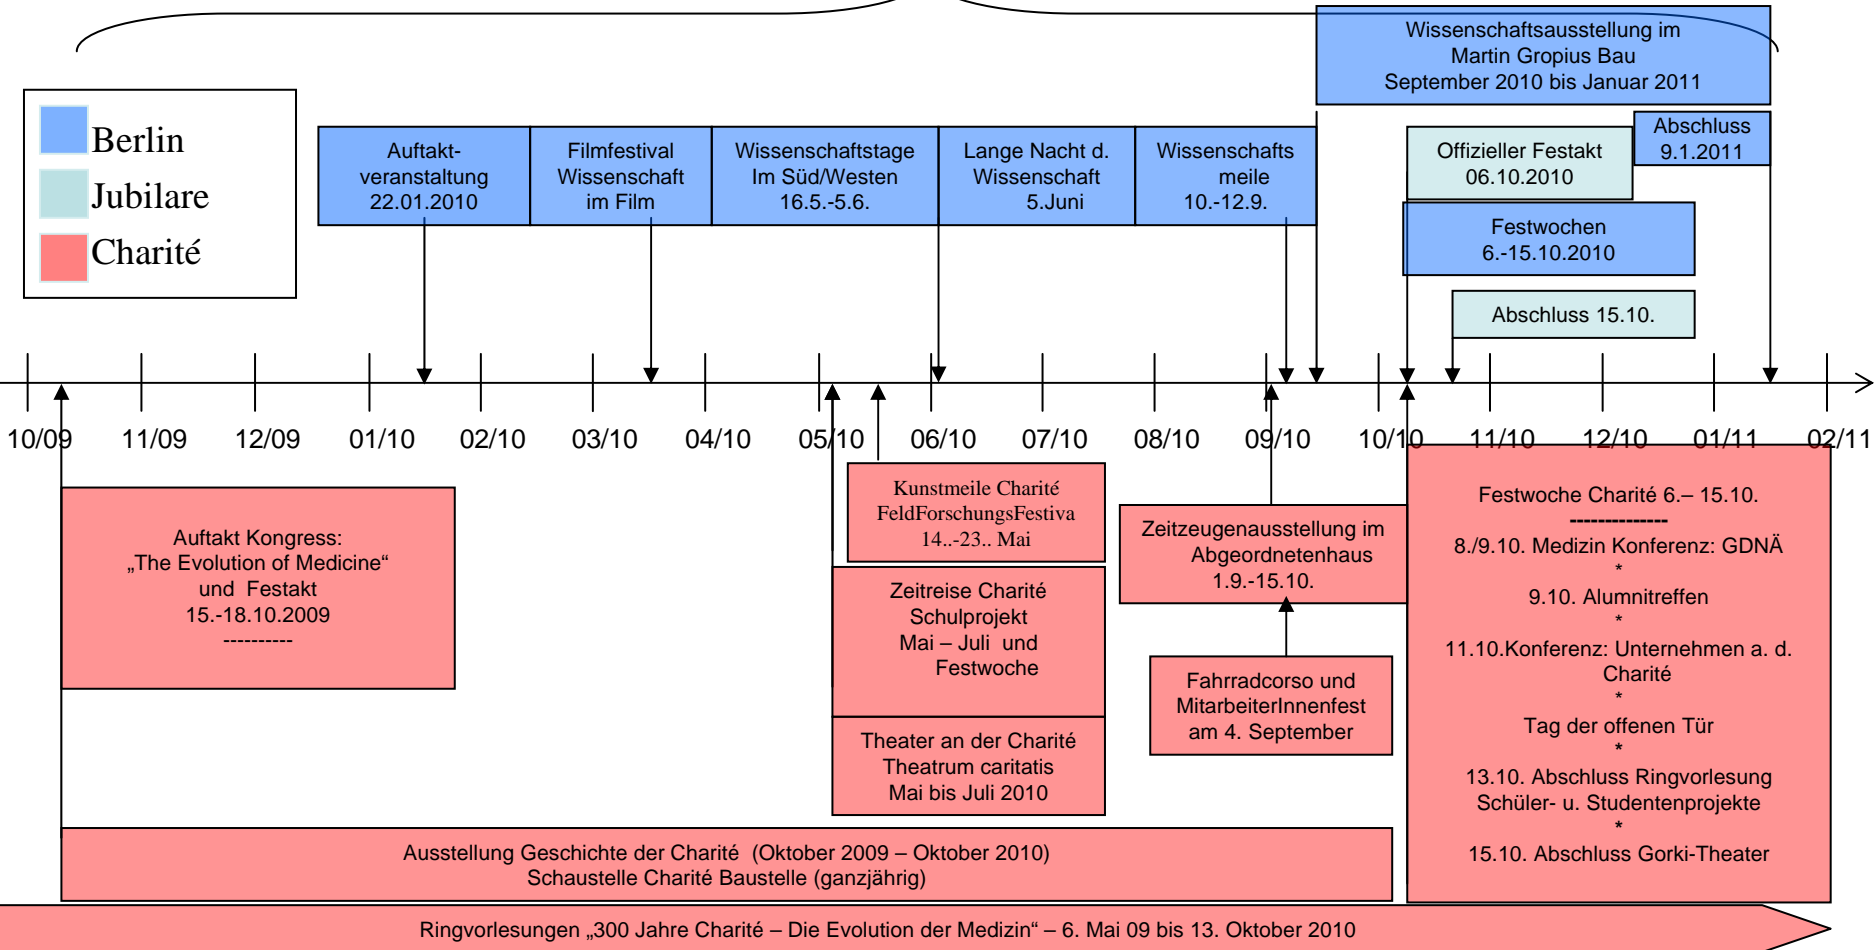 Wissenschaftsausstellung im
Martin Gropius Bau
September 2010 bis Januar 2011
Berlin
Jubilare
Charité
Auftakt-
veranstaltung
22.01.2010
Filmfestival
Wissenschaft
im Film
Wissenschaftstage
Im Süd/Westen
16.5.-5.6.
Lange Nacht d.
Wissenschaft
5.Juni
Wissenschafts
meile
10.-12.9.
Offizieller Festakt
06.10.2010
Abschluss
9.1.2011
Festwochen
6.-15.10.2010
Abschluss 15.10.
10/09 11/09 12/09 01/10 02/10 03/10 04/10 05/10 06/10 07/10 08/10 09/10 10/10 11/10 12/10 01/11 02/11
Auftakt Kongress:
„The Evolution of Medicine“
und Festakt
15.-18.10.2009
----------
Kunstmeile Charité
FeldForschungsFestiva
14..-23.. Mai
Zeitreise Charité
Schulprojekt
Mai – Juli und
Festwoche
Theater an der Charité
Theatrum caritatis
Mai bis Juli 2010
Zeitzeugenausstellung im
Abgeordnetenhaus
1.9.-15.10.
Fahrradcorso und
MitarbeiterInnenfest
am 4. September
Festwoche Charité 6.– 15.10.
--------------
8./9.10. Medizin Konferenz: GDNÄ
*
9.10. Alumnitreffen
*
11.10.Konferenz: Unternehmen a. d.
Charité
*
Tag der offenen Tür
*
13.10. Abschluss Ringvorlesung
Schüler- u. Studentenprojekte
*
15.10. Abschluss Gorki-Theater
Ausstellung Geschichte der Charité (Oktober 2009 – Oktober 2010)
Schaustelle Charité Baustelle (ganzjährig)
Ringvorlesungen „300 Jahre Charité – Die Evolution der Medizin“ – 6. Mai 09 bis 13. Oktober 2010